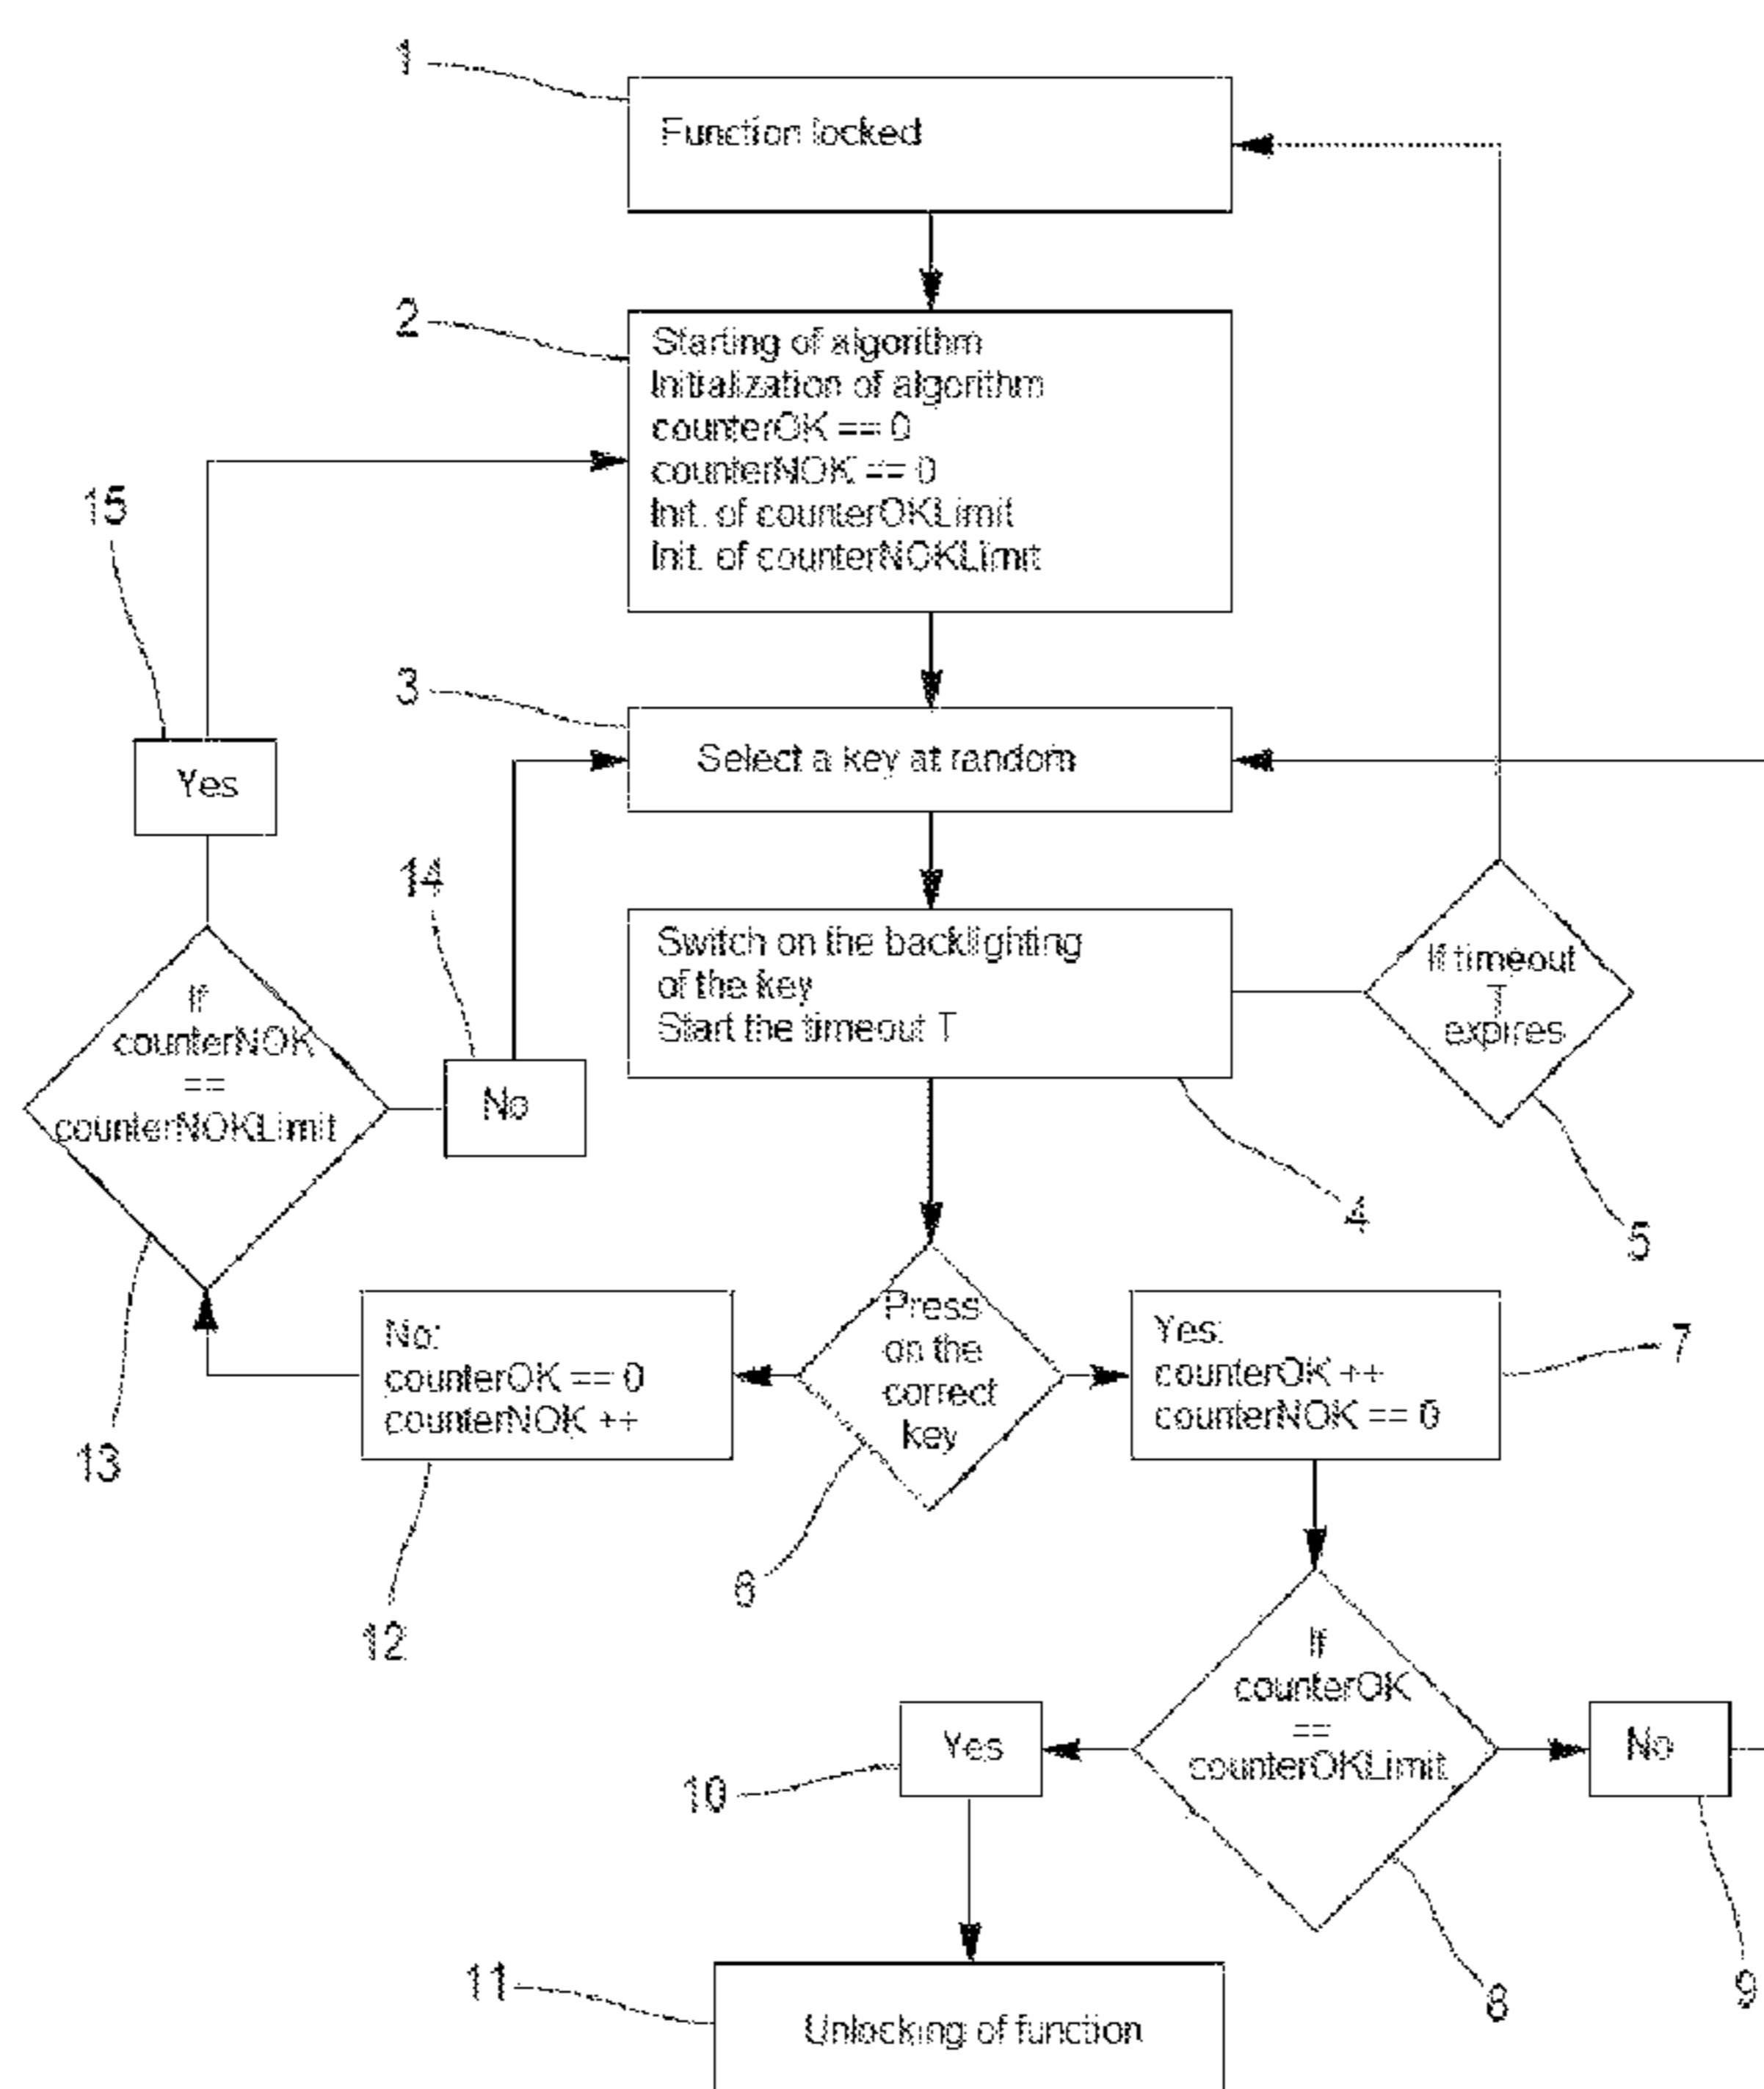 1
Function locked
2
Starting of algorithm
Initialization of algorithm
counterOK == 0
counterNOK == 0
Init. of counterOKLimit
Init. of counterNOKLimit
15
3
Select a key at random
Yes
14
Switch on the backlighting
of the key
Start the timeout T
If timeout
T
expires
If
counterNOK
==
counterNOKLimit
No
4
5
13
No:
counterOK == 0
counterNOK ++
Press
on the
correct
key
Yes:
counterOK ++
counterNOK == 0
7
6
12
If
counterOK
==
counterOKLimit
Yes
No
10
11
Unlocking of function
8
9